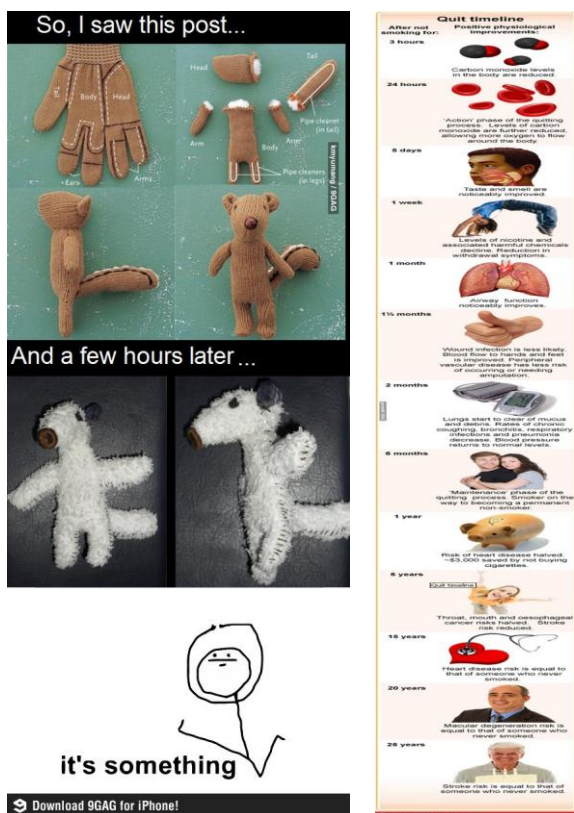 So, I saw this post...
Tail
Body
Head
Ears
Arms
Head
Tail
Pipe cleaner
(in tail)
Arm
Body
Arm
Pipe cleaners
(in legs)
kmyumang / 9GAG
And a few hours later...
it's something
Download 9GAG for iPhone!
Quit timeline
After not
smoking for:
Positive physiological
improvements:
3 hours
Carbon monoxide levels
in the body are reduced.
24 hours
'Action' phase of the quitting
process. Levels of carbon
monoxide are further reduced,
allowing more oxygen to flow
around the body.
5 days
Taste and smell are
noticeably improved.
1 week
Levels of nicotine and
associated harmful chemicals
decline. Reduction in
withdrawal symptoms.
1 month
Airway function
noticeably improves.
1½ months
Wound infection is less likely.
Blood flow to hands and feet
is improved. Peripheral
vascular disease has less risk
of occurring or needing
amputation.
2 months
Lungs start to clear of mucus
and debris. Rates of chronic
coughing, bronchitis, respiratory
infections and pneumonia
decrease. Blood pressure
returns to normal levels.
6 months
'Maintenance' phase of the
quitting process. Smoker on the
way to becoming a permanent
non-smoker.
1 year
Risk of heart disease halved.
~$3,000 saved by not buying
cigarettes.
5 years
Quit timeline
Throat, mouth and oesophageal
cancer risks halved. Stroke
risk reduced.
15 years
Heart disease risk is equal to
that of someone who never
smoked.
20 years
Macular degeneration risk is
equal to that of someone who
never smoked.
25 years
Stroke risk is equal to that of
someone who never smoked.